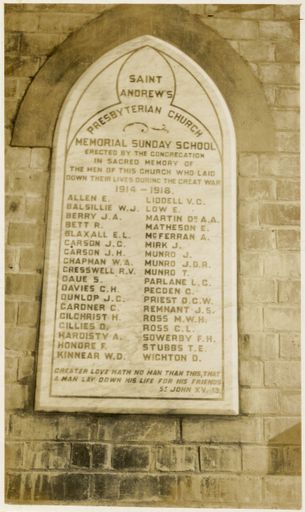 SAINT
ANDREW'S
PRESBYTERIAN CHURCH
MEMORIAL SUNDAY SCHOOL
ERECTED BY THE CONGREGATION
IN SACRED MEMORY OF
THE MEN OF THIS CHURCH WHO LAID
DOWN THEIR LIVES DURING THE GREAT WAR
1914 - 1918.
ALLEN E.
BALSILLIE W.J.
BERRY J.A.
BETT R.
BLAXALL E.L.
CARSON J.C.
CARSON J.H.
CHAPMAN W.A.
CRESSWELL R.V.
DAUE S.
DAVIES C.H.
DUNLOP J.C.
GARDNER C.
GILCHRIST H.
GILLIES D.
HARDISTY A.
HONORE F.
KINNEAR W.D.
LIDDELL V.C.
LOW E.
MARTIN DR A.A.
MATHESON E.
McFERRAN A.
MIRK J.
MUNRO J.
MUNRO J.D.R.
MUNRO T.
PARLANE L.C.
PEGDEN C.
PRIEST D.C.W.
REMNANT J.S.
ROSS M.W.H.
ROSS C.L.
SOWERBY F.H.
STUBBS T.E.
WICHTON D.
GREATER LOVE HATH NO MAN THAN THIS, THAT
A MAN LAY DOWN HIS LIFE FOR HIS FRIENDS
ST JOHN XV. 13.